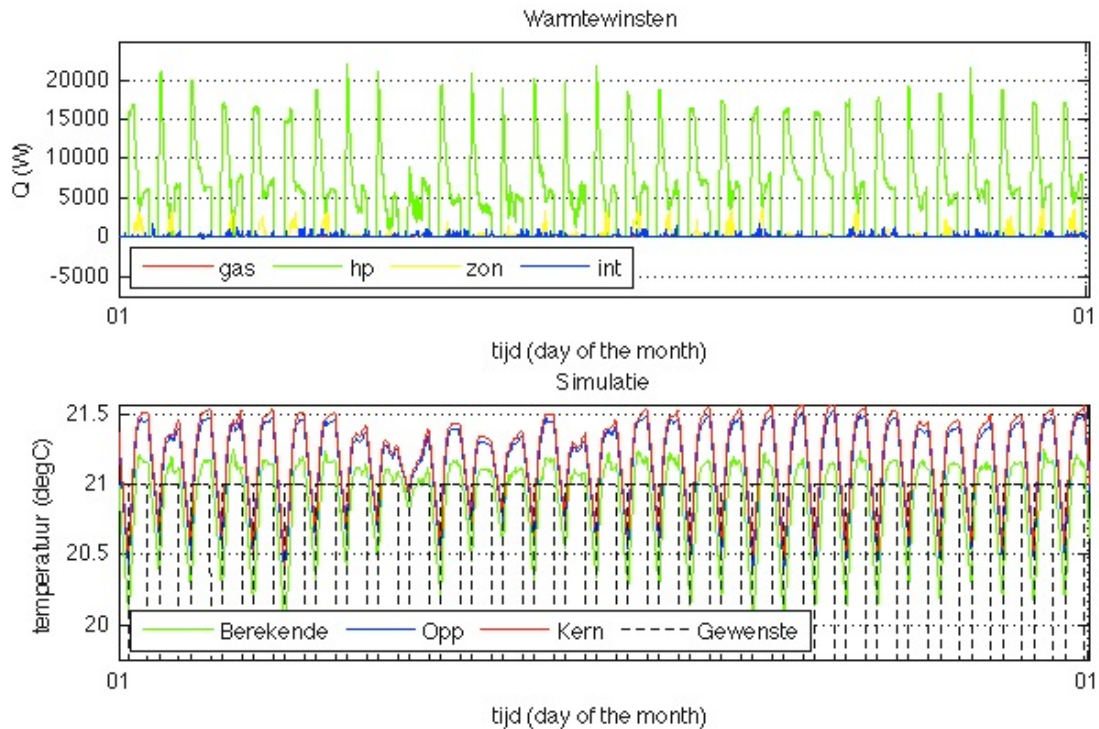 Warmtewinsten
20000
15000
10000
5000
0
-5000
Q (W)
gas hp zon int
01 01
tijd (day of the month)
Simulatie
21.5
21
20.5
20
temperatuur (degC)
Berekende Opp Kern Gewenste
01 01
tijd (day of the month)